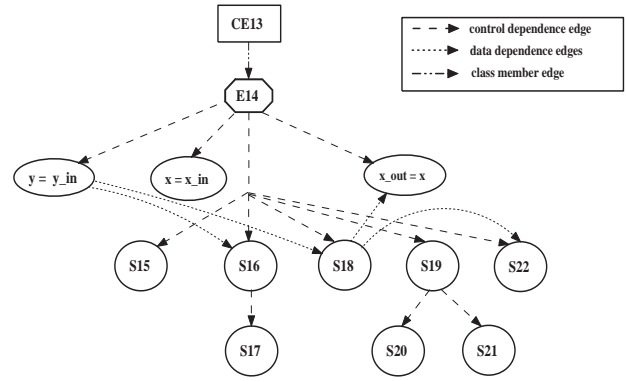 CE13
control dependence edge
data dependence edges
class member edge
E14
y = y_in
x = x_in
x_out = x
S15
S16
S18
S19
S22
S17
S20
S21